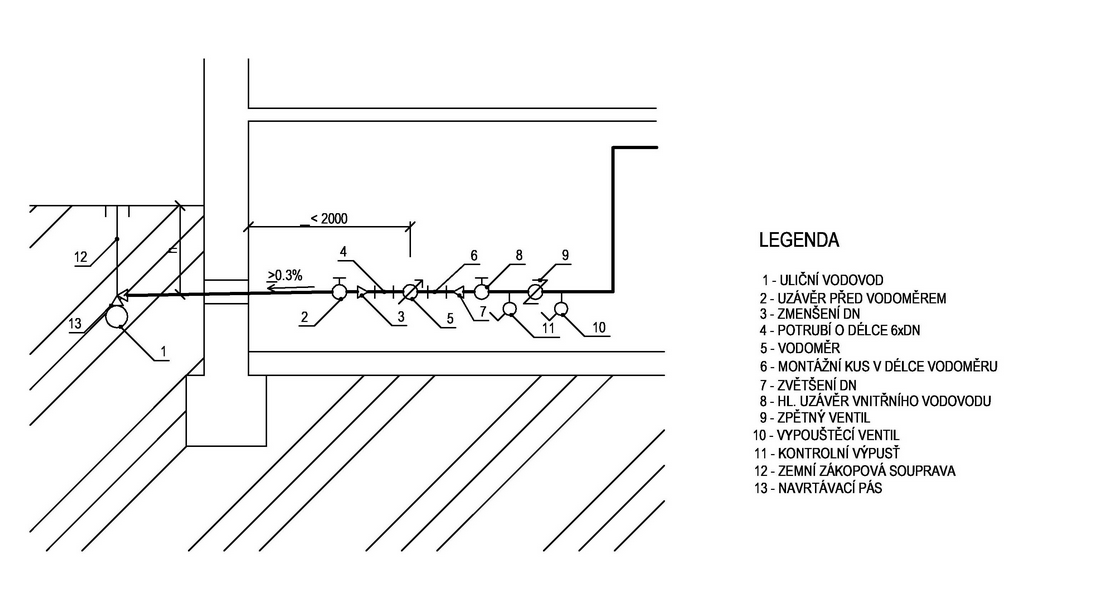 < 2000
12
4
6
8
9
>0.3%
2
3
5
7
11
10
13
1
LEGENDA
1 - ULIČNÍ VODOVOD
2 - UZÁVĚR PŘED VODOMĚREM
3 - ZMENŠENÍ DN
4 - POTRUBÍ O DÉLCE 6xDN
5 - VODOMĚR
6 - MONTÁŽNÍ KUS V DÉLCE VODOMĚRU
7 - ZVĚTŠENÍ DN
8 - HL. UZÁVĚR VNITŘNÍHO VODOVODU
9 - ZPĚTNÝ VENTIL
10 - VYPOUŠTĚCÍ VENTIL
11 - KONTROLNÍ VÝPUSŤ
12 - ZEMNÍ ZÁKOPOVÁ SOUPRAVA
13 - NAVRTÁVACÍ PÁS